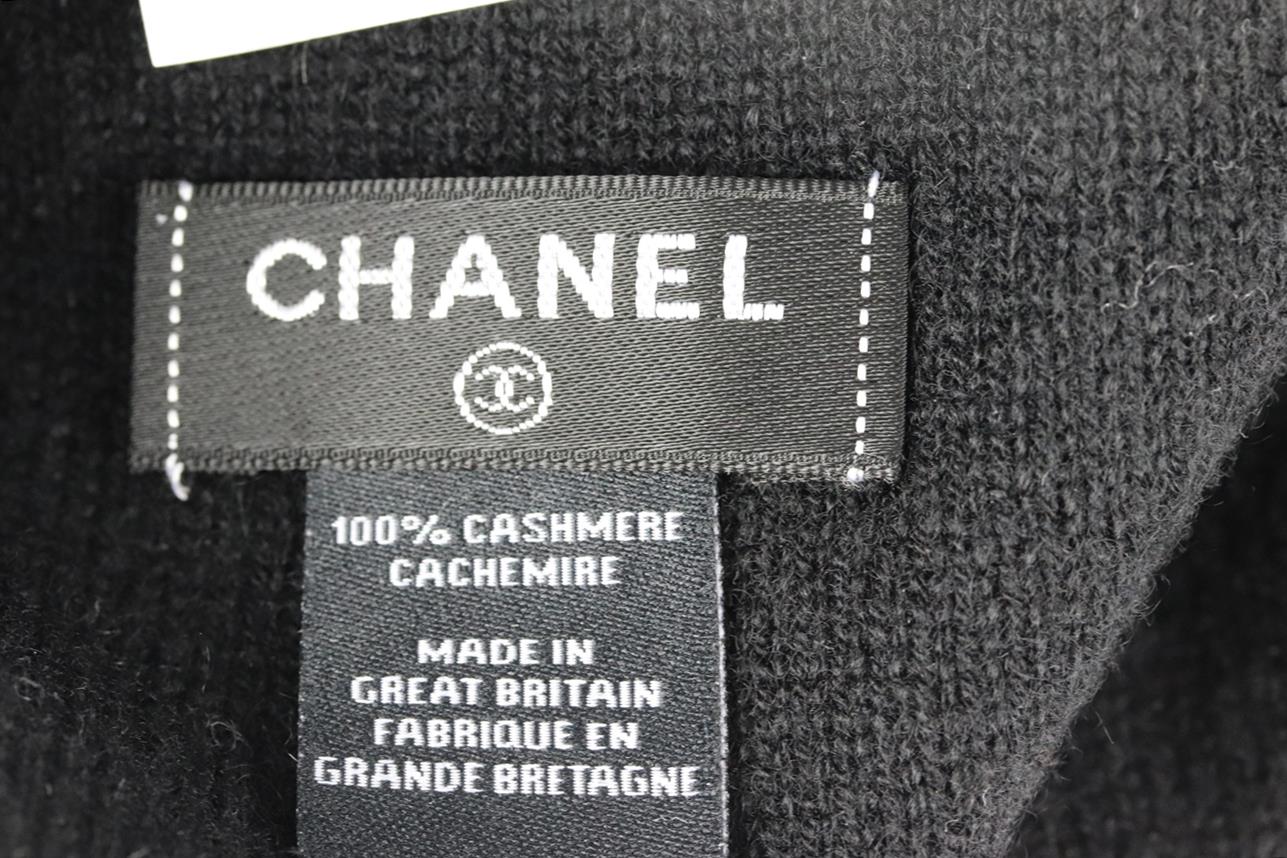 CHANEL
100% CASHMERE
CACHEMIRE
MADE IN
GREAT BRITAIN
FABRIQUE EN
GRANDE BRETAGNE